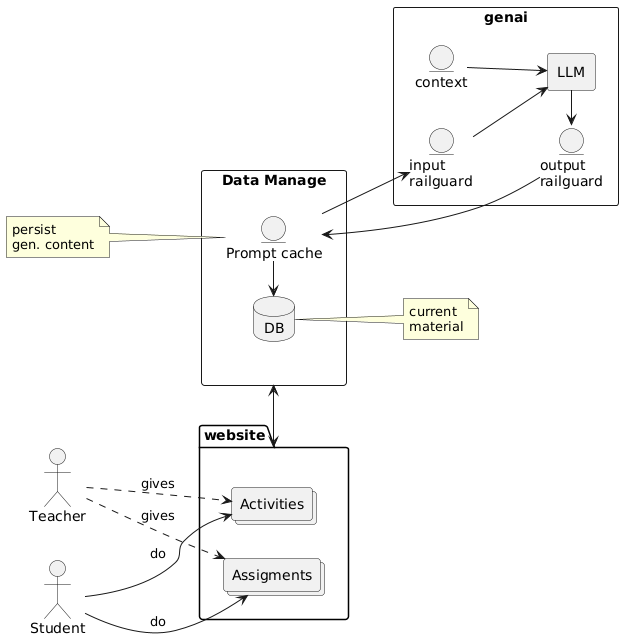 genai
context
LLM
input
railguard
output
railguard
Data Manage
persist
gen. content
Prompt cache
DB
current
material
website
Teacher
gives
gives
Activities
do
Assigments
Student
do